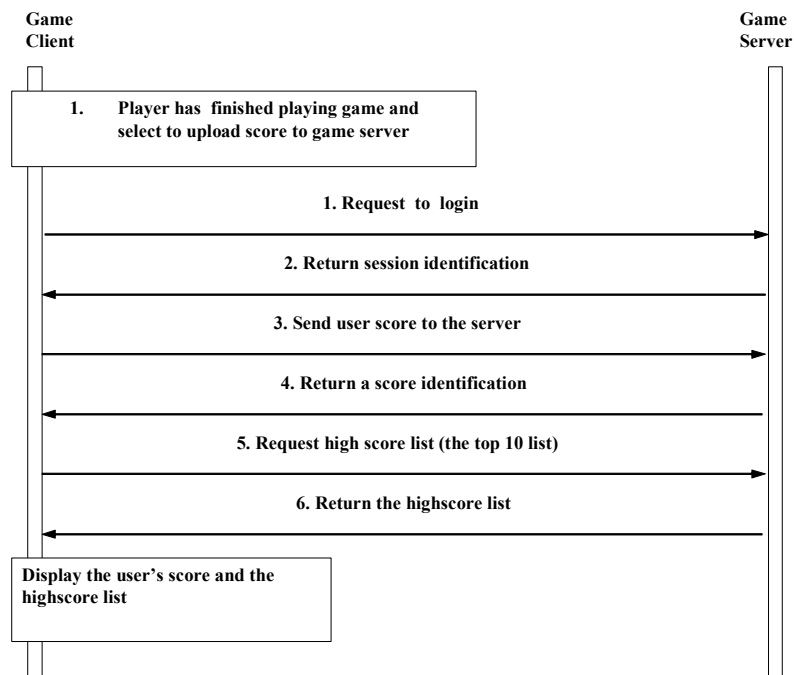 Game
Client
Game
Server
1. Player has finished playing game and
select to upload score to game server
1. Request to login
2. Return session identification
3. Send user score to the server
4. Return a score identification
5. Request high score list (the top 10 list)
6. Return the highscore list
Display the user’s score and the
highscore list